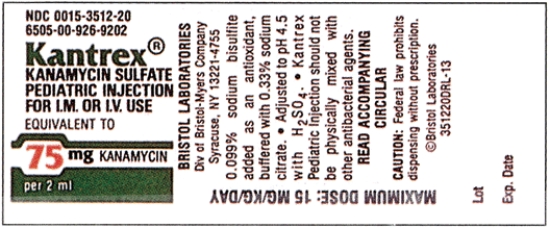 NDC 0015-3512-20
6505-00-926-9202
Kantrex®
KANAMYCIN SULFATE
PEDIATRIC INJECTION
FOR I.M. OR I.V. USE
EQUIVALENT TO
75 mg KANAMYCIN
per 2 ml
BRISTOL LABORATORIES
Div of Bristol-Myers Company
Syracuse, NY 13221-4755
0.099% sodium bisulfite
added as an antioxidant,
buffered with 0.33% sodium
citrate. • Adjusted to pH 4.5
with H₂SO₄. • Kantrex
Pediatric Injection should not
be physically mixed with
other antibacterial agents.
READ ACCOMPANYING
CIRCULAR
CAUTION: Federal law prohibits
dispensing without prescription.
©Bristol Laboratories
351220DRL-13
MAXIMUM DOSE: 15 MG/KG/DAY
Lot
Exp. Date